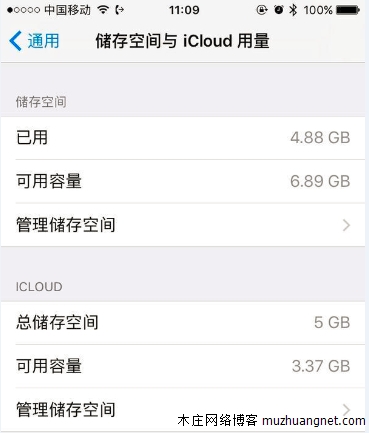 中国移动 11:09 100%
通用 储存空间与 iCloud 用量
储存空间
已用 4.88 GB
可用容量 6.89 GB
管理储存空间
ICLOUD
总储存空间 5 GB
可用容量 3.37 GB
管理储存空间
木庄网络博客 muzhuangnet.com